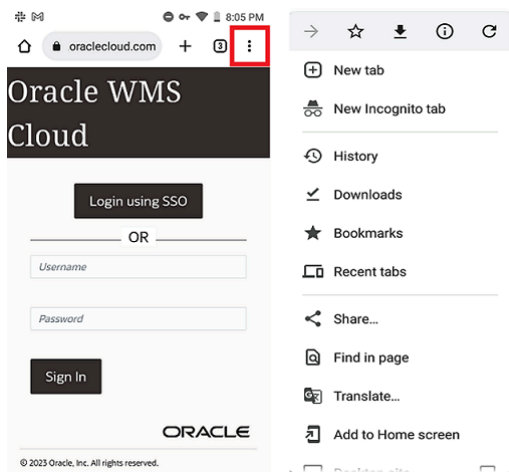 8:05 PM
oraclecloud.com
3
Oracle WMS
Cloud
Login using SSO
OR
Username
Password
Sign In
ORACLE
© 2023 Oracle, Inc. All rights reserved.
New tab
New Incognito tab
History
Downloads
Bookmarks
Recent tabs
Share...
Find in page
Translate...
Add to Home screen
Desktop site